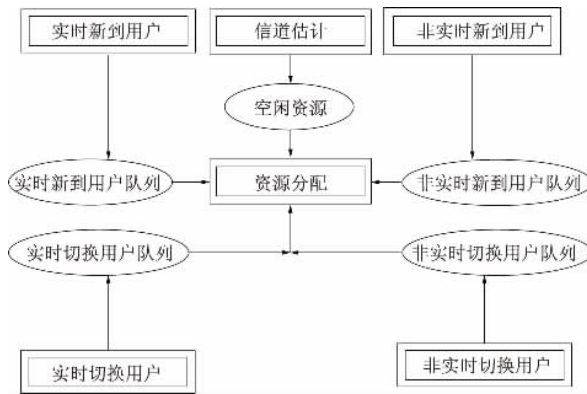 实时新到用户
信道估计
非实时新到用户
空闲资源
实时新到用户队列
资源分配
非实时新到用户队列
实时切换用户队列
非实时切换用户队列
实时切换用户
非实时切换用户